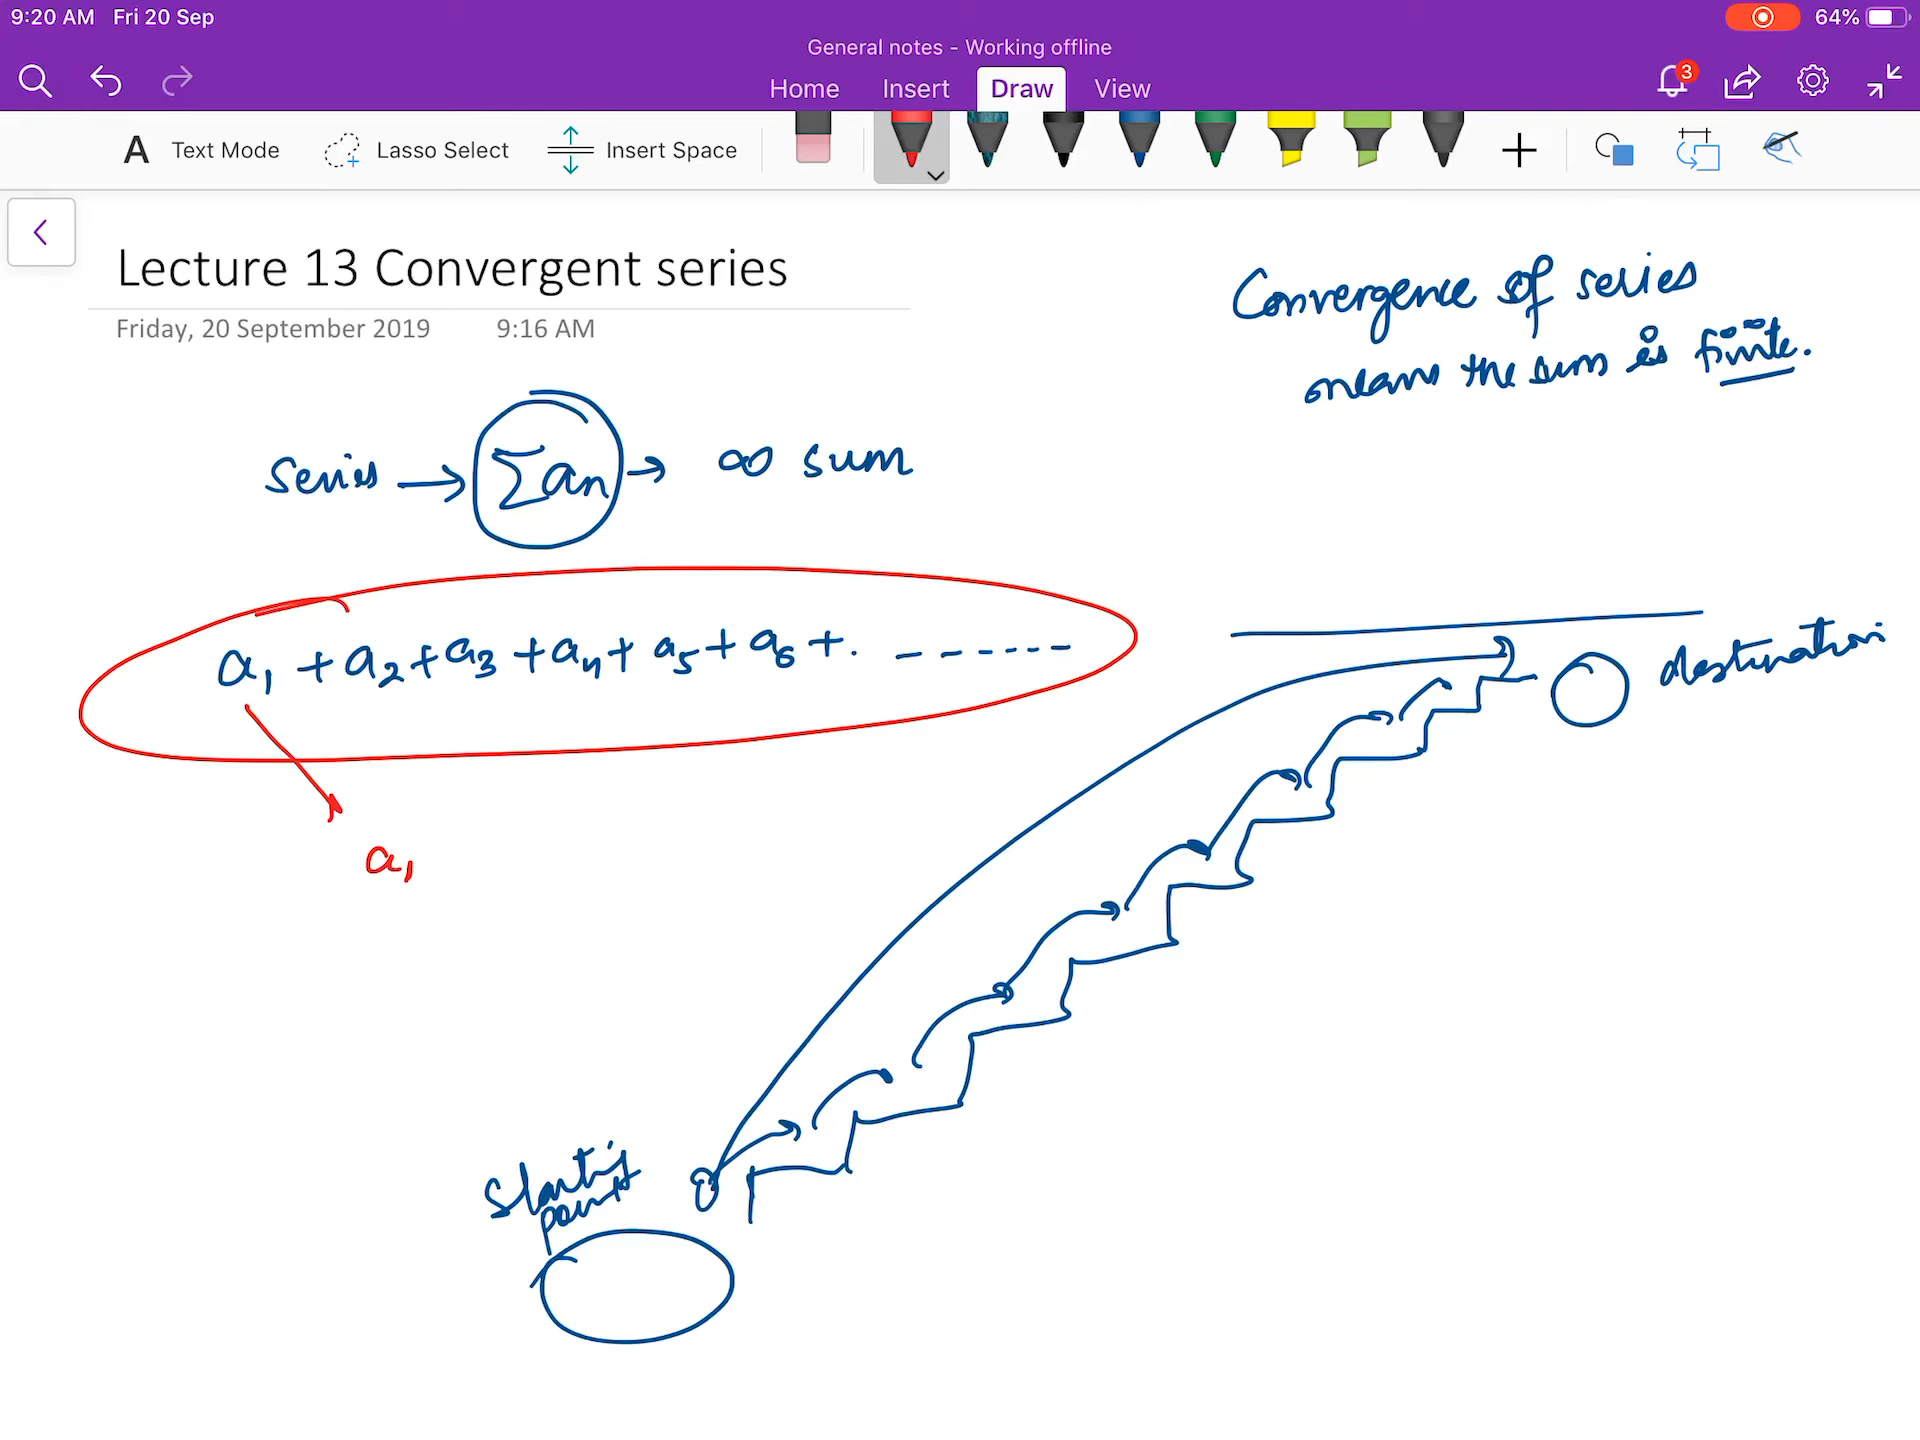 9:20 AM Fri 20 Sep
64%
General notes - Working offline
Home Insert Draw View
3
A Text Mode Lasso Select Insert Space
Lecture 13 Convergent series
Friday, 20 September 2019 9:16 AM
Convergence of series
means the sum is finite.
Series → ∑an → ∞ sum
a1 + a2 + a3 + a4 + a5 + a6 + . ------
a1
destination
Starting
point